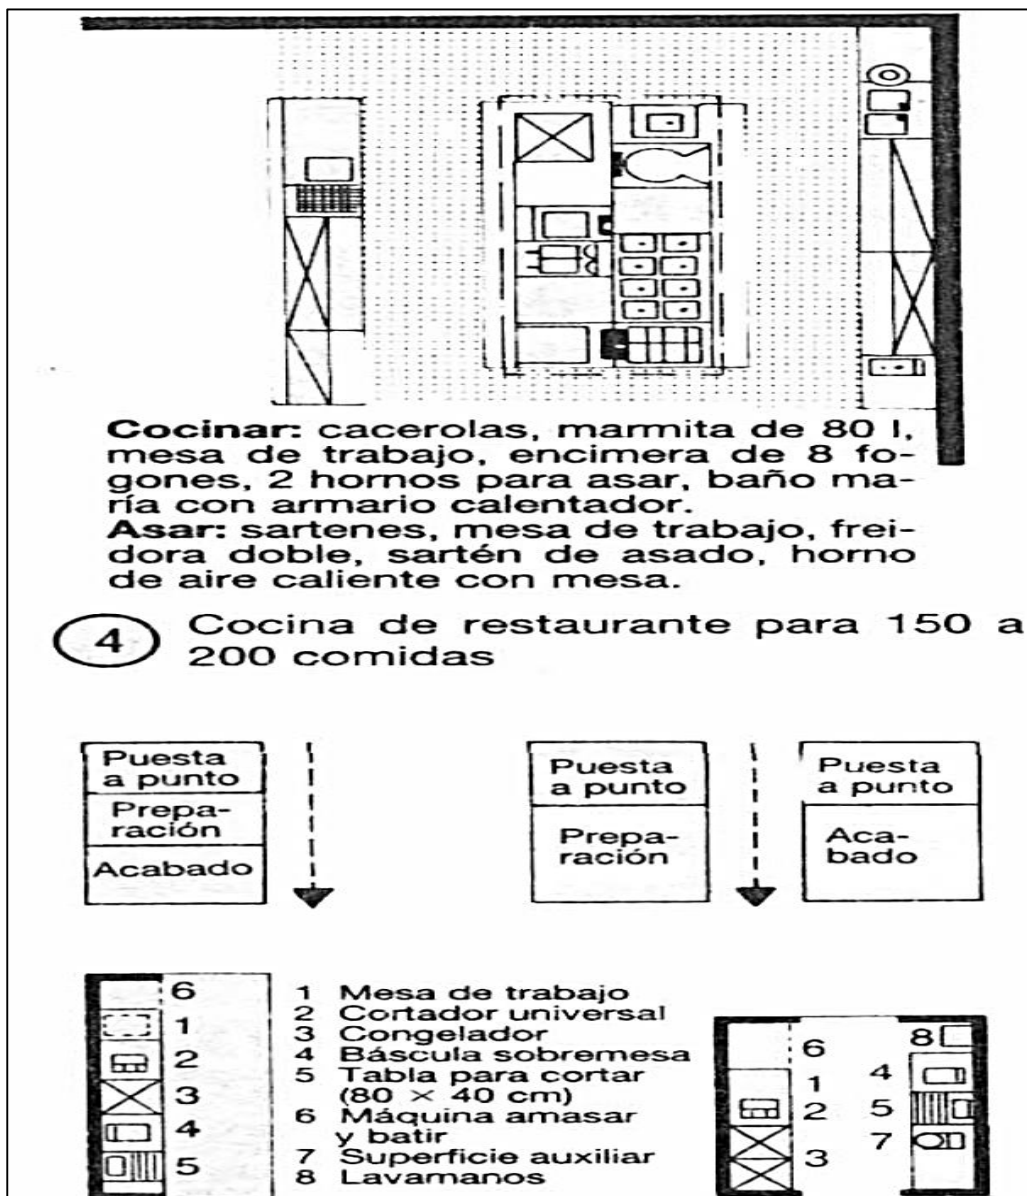 Cocinar: cacerolas, marmita de 80 l,
mesa de trabajo, encimera de 8 fo-
gones, 2 hornos para asar, baño ma-
ría con armario calentador.
Asar: sartenes, mesa de trabajo, frei-
dora doble, sartén de asado, horno
de aire caliente con mesa.
4 Cocina de restaurante para 150 a
200 comidas
Puesta
a punto
Prepa-
ración
Acabado
Puesta
a punto
Prepa-
ración
Puesta
a punto
Aca-
bado
6
1
2
3
4
5
1 Mesa de trabajo
2 Cortador universal
3 Congelador
4 Báscula sobremesa
5 Tabla para cortar
(80 × 40 cm)
6 Máquina amasar
y batir
7 Superficie auxiliar
8 Lavamanos
6
1
2
3
8
4
5
7